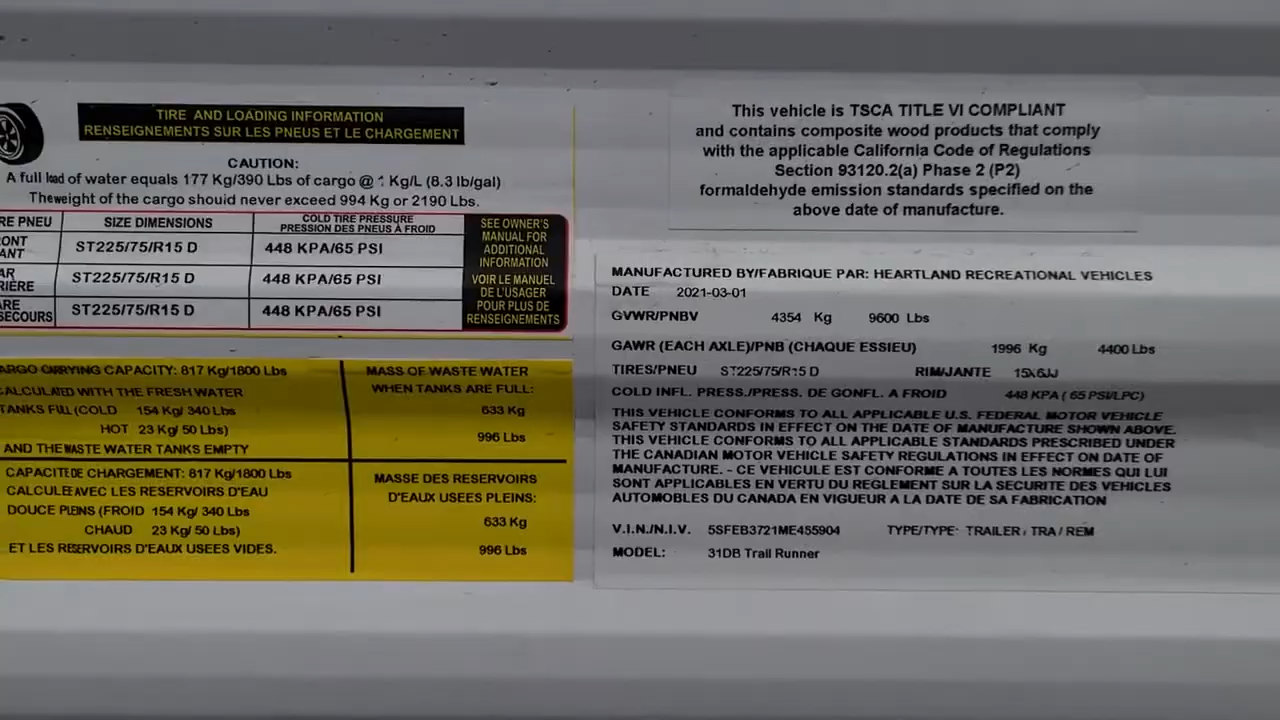 TIRE AND LOADING INFORMATION
RENSEIGNEMENTS SUR LES PNEUS ET LE CHARGEMENT
CAUTION:
A full load of water equals 177 Kg/390 Lbs of cargo @ 1 Kg/L (8.3 lb/gal)
The weight of the cargo should never exceed 994 Kg or 2190 Lbs.
RE PNEU SIZE DIMENSIONS COLD TIRE PRESSURE
PRESSION DES PNEUS À FROID
ONT
ANT ST225/75/R15 D 448 KPA/65 PSI
AR
RIÈRE ST225/75/R15 D 448 KPA/65 PSI
ARE
SECOURS ST225/75/R15 D 448 KPA/65 PSI
SEE OWNER'S
MANUAL FOR
ADDITIONAL
INFORMATION
VOIR LE MANUEL
DE L'USAGER
POUR PLUS DE
RENSEIGNEMENTS
ARGO CARRYING CAPACITY: 817 Kg/1800 Lbs
CALCULATED WITH THE FRESH WATER
TANKS FULL (COLD 154 Kg/ 340 Lbs
HOT 23 Kg/ 50 Lbs)
AND THE WASTE WATER TANKS EMPTY
MASS OF WASTE WATER
WHEN TANKS ARE FULL:
633 Kg
996 Lbs
CAPACITE DE CHARGEMENT: 817 Kg/1800 Lbs
CALCULEE AVEC LES RESERVOIRS D'EAU
DOUCE PLEINS (FROID 154 Kg/ 340 Lbs
CHAUD 23 Kg/ 50 Lbs)
ET LES RESERVOIRS D'EAUX USEES VIDES.
MASSE DES RESERVOIRS
D'EAUX USEES PLEINS:
633 Kg
996 Lbs
This vehicle is TSCA TITLE VI COMPLIANT
and contains composite wood products that comply
with the applicable California Code of Regulations
Section 93120.2(a) Phase 2 (P2)
formaldehyde emission standards specified on the
above date of manufacture.
MANUFACTURED BY/FABRIQUE PAR: HEARTLAND RECREATIONAL VEHICLES
DATE 2021-03-01
GVWR/PNBV 4354 Kg 9600 Lbs
GAWR (EACH AXLE)/PNB (CHAQUE ESSIEU) 1996 Kg 4400 Lbs
TIRES/PNEU ST225/75/R15 D RIM/JANTE 15X6JJ
COLD INFL. PRESS./PRESS. DE GONFL. A FROID 448 KPA ( 65 PSI/LPC)
THIS VEHICLE CONFORMS TO ALL APPLICABLE U.S. FEDERAL MOTOR VEHICLE
SAFETY STANDARDS IN EFFECT ON THE DATE OF MANUFACTURE SHOWN ABOVE.
THIS VEHICLE CONFORMS TO ALL APPLICABLE STANDARDS PRESCRIBED UNDER
THE CANADIAN MOTOR VEHICLE SAFETY REGULATIONS IN EFFECT ON DATE OF
MANUFACTURE. - CE VEHICULE EST CONFORME A TOUTES LES NORMES QUI LUI
SONT APPLICABLES EN VERTU DU REGLEMENT SUR LA SECURITE DES VEHICLES
AUTOMOBLES DU CANADA EN VIGUEUR A LA DATE DE SA FABRICATION
V.I.N./N.I.V. 5SFEB3721ME455904 TYPE/TYPE: TRAILER / TRA / REM
MODEL: 31DB Trail Runner